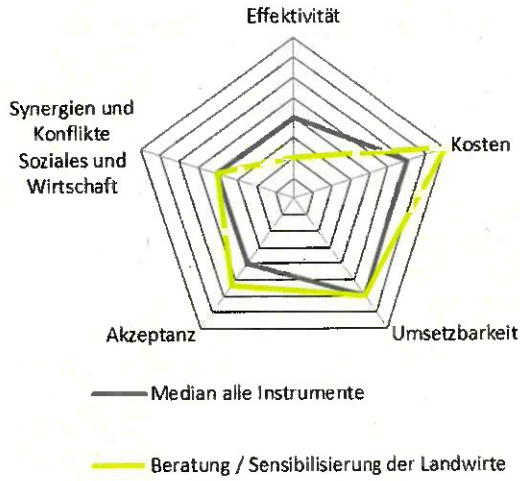 Effektivität
Synergien und
Konflikte
Soziales und
Wirtschaft
Kosten
Akzeptanz
Umsetzbarkeit
Median alle Instrumente
Beratung / Sensibilisierung der Landwirte